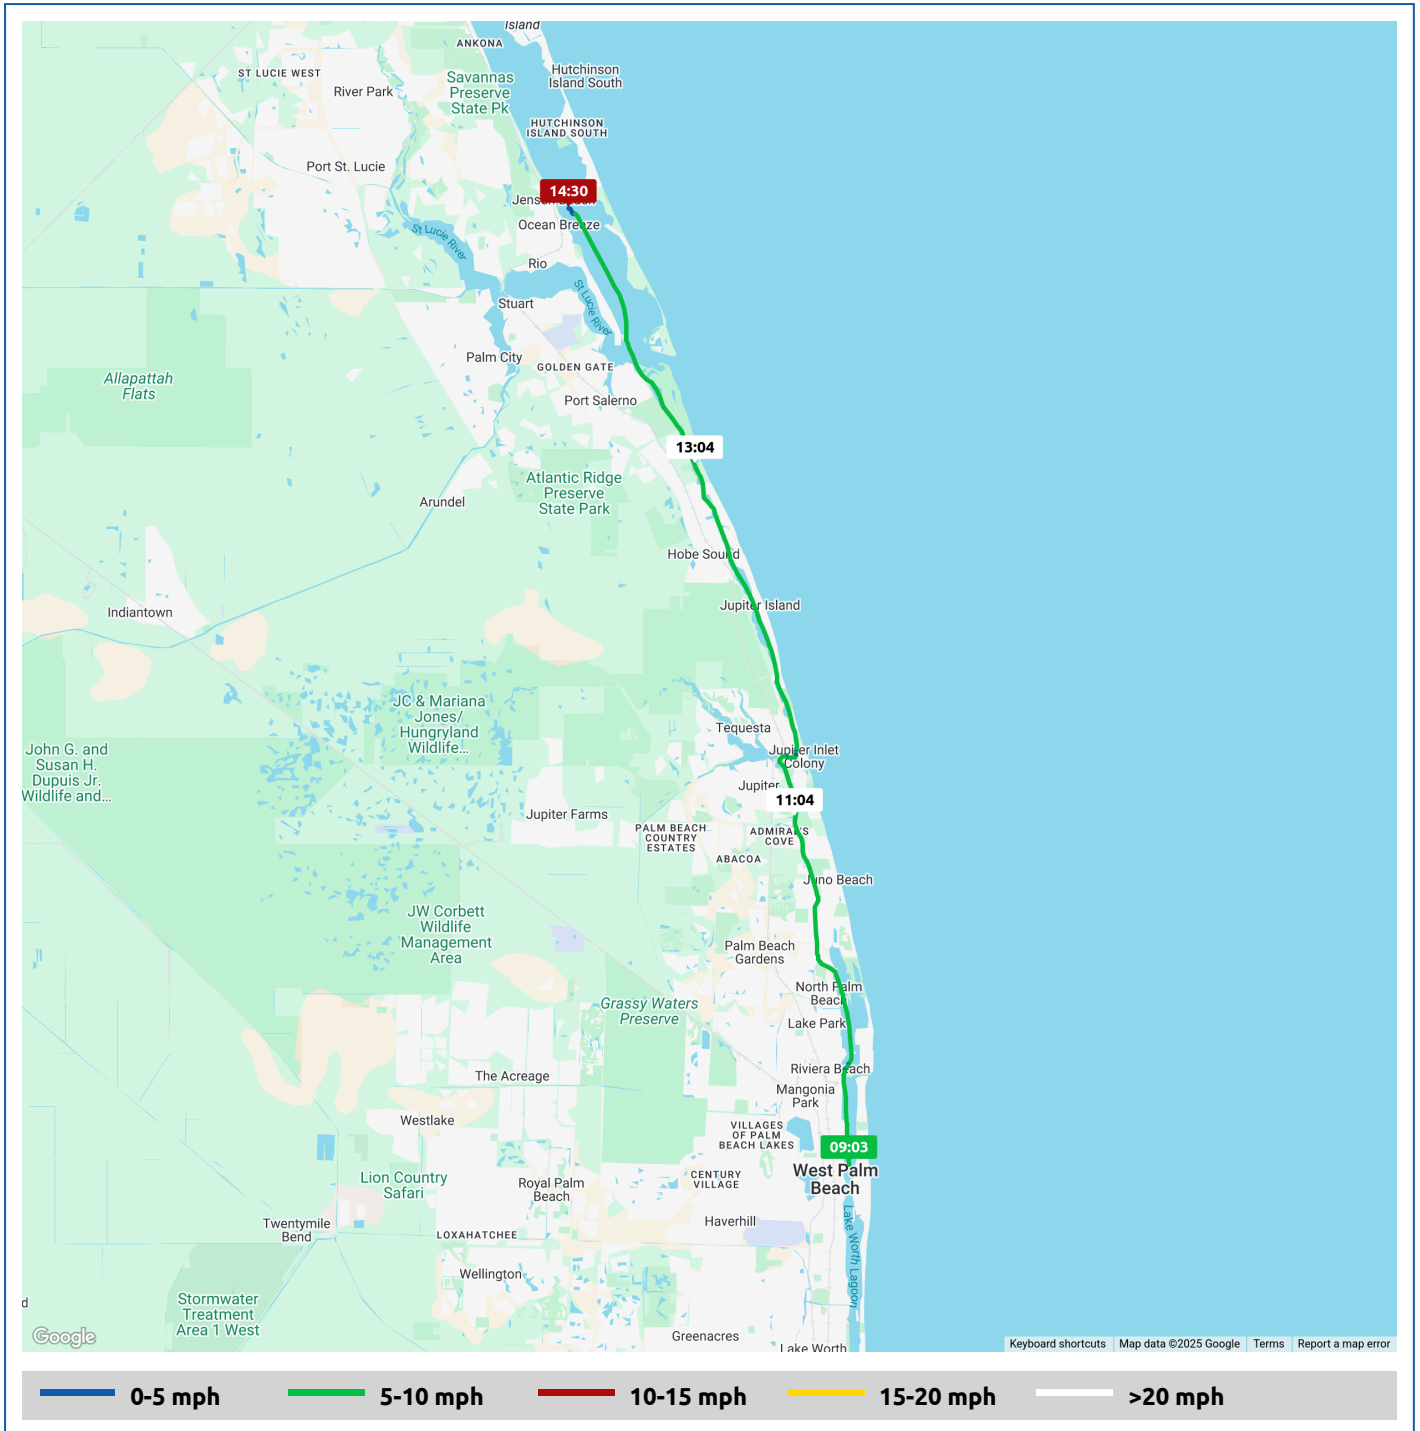 Island
ANKONA
ST LUCIE WEST
Hutchinson
Island South
Savannas
Preserve
State Pk
River Park
HUTCHINSON
ISLAND SOUTH
Port St. Lucie
14:30
Ocean Breeze
St Lucie River
Rio
St Lucie River
Stuart
Palm City
GOLDEN GATE
Allapattah
Flats
Port Salerno
13:04
Atlantic Ridge
Preserve
State Park
Arundel
Hobe Sound
Jupiter Island
Indiantown
JC & Mariana
Jones/
Hungryland
Wildlife...
Tequesta
John G. and
Susan H.
Dupuis Jr.
Wildlife and...
Jupiter Inlet
Colony
Jupiter
11:04
Jupiter Farms
PALM BEACH
COUNTRY
ESTATES
ADMIRAL'S
COVE
ABACOA
Juno Beach
JW Corbett
Wildlife
Management
Area
Palm Beach
Gardens
North Palm
Beach
Grassy Waters
Preserve
Lake Park
Riviera Beach
The Acreage
Mangonia
Park
Westlake
VILLAGES
OF PALM
BEACH LAKES
09:03
West Palm
Beach
Lion Country
Safari
CENTURY
VILLAGE
Royal Palm
Beach
Haverhill
Twentymile
Bend
LOXAHATCHEE
Lake Worth Lagoon
Wellington
d
Stormwater
Treatment
Area 1 West
Google
Greenacres
Lake Worth
Keyboard shortcuts
Map data ©2025 Google
Terms
Report a map error
0-5 mph
5-10 mph
10-15 mph
15-20 mph
>20 mph